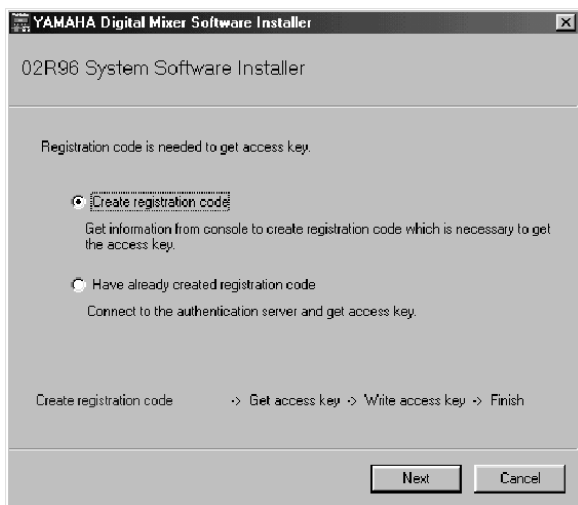 YAMAHA Digital Mixer Software Installer
02R96 System Software Installer
Registration code is needed to get access key.
Create registration code
Get information from console to create registration code which is necessary to get
the access key.
Have already created registration code
Connect to the authentication server and get access key.
Create registration code -> Get access key -> Write access key -> Finish
Next Cancel